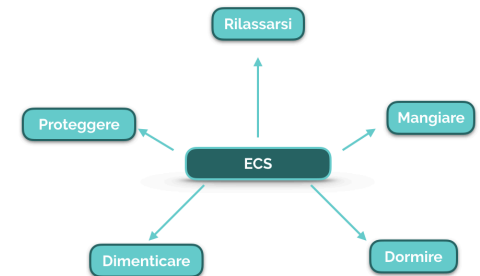 Rilassarsi
Proteggere
Mangiare
ECS
Dimenticare
Dormire